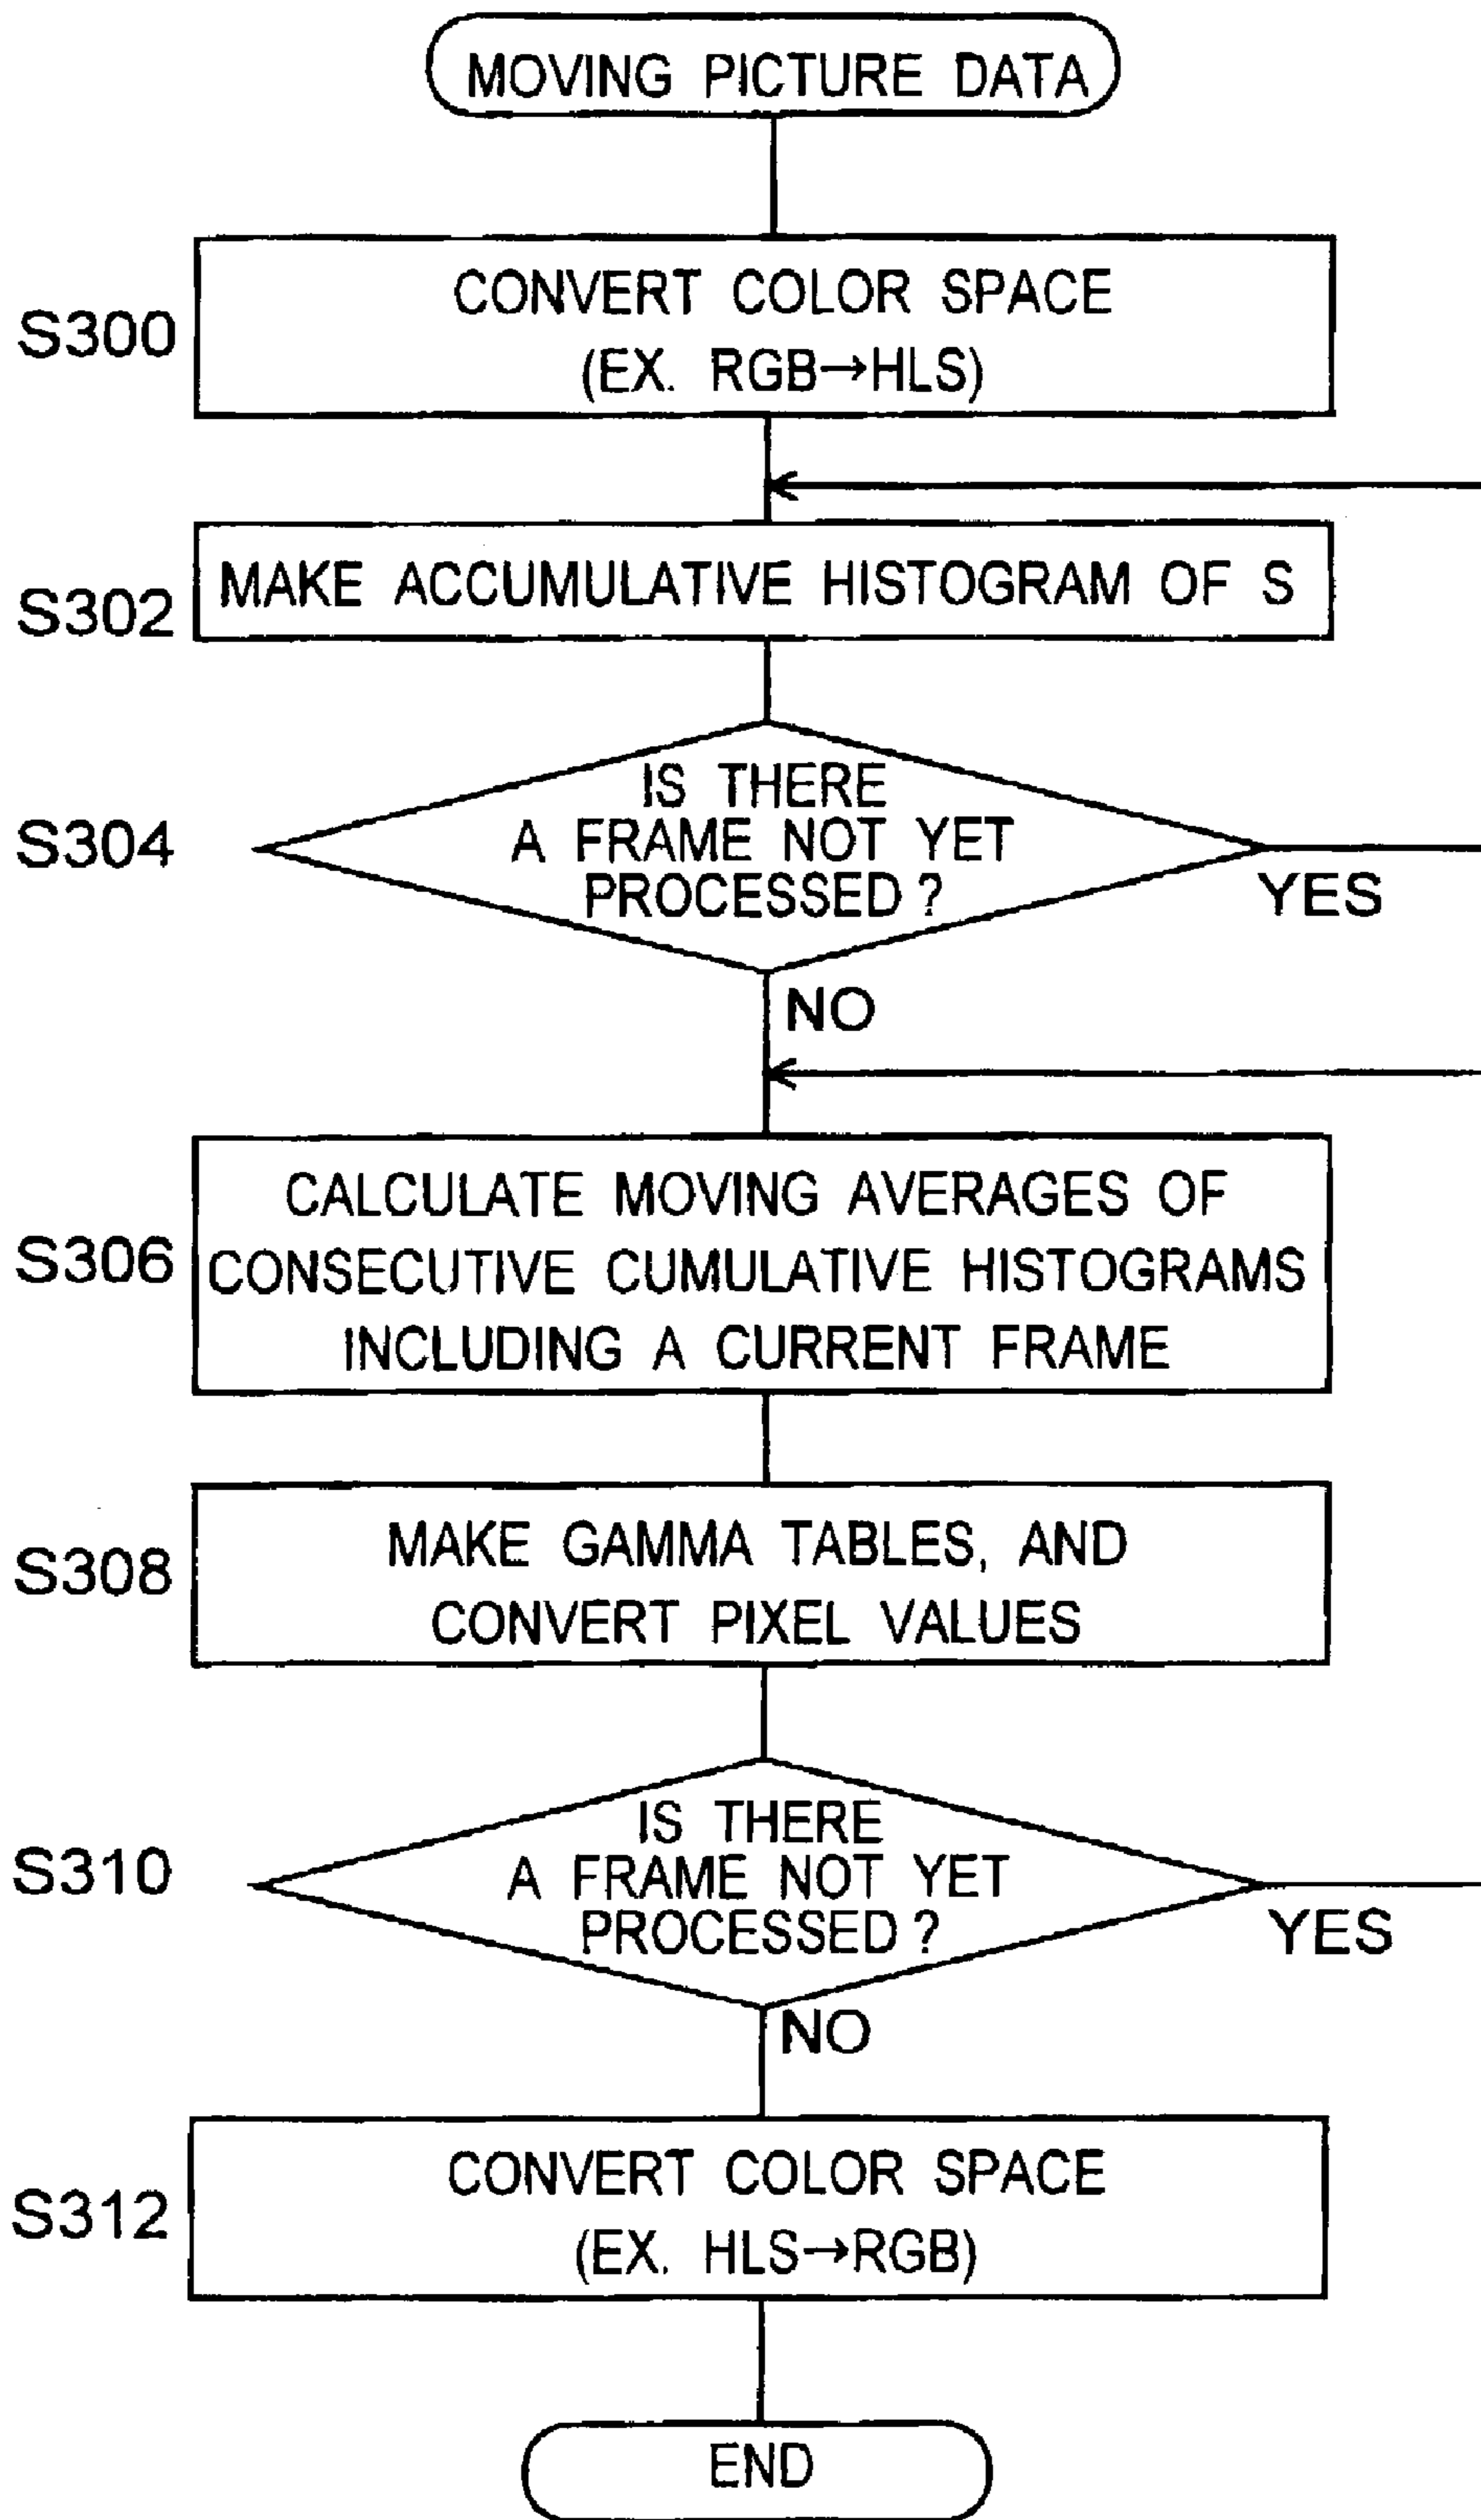 MOVING PICTURE DATA
CONVERT COLOR SPACE
(EX. RGB→HLS)
S300
MAKE ACCUMULATIVE HISTOGRAM OF S
S302
IS THERE
A FRAME NOT YET
PROCESSED?
S304
YES
NO
CALCULATE MOVING AVERAGES OF
CONSECUTIVE CUMULATIVE HISTOGRAMS
INCLUDING A CURRENT FRAME
S306
MAKE GAMMA TABLES, AND
CONVERT PIXEL VALUES
S308
IS THERE
A FRAME NOT YET
PROCESSED?
S310
YES
NO
CONVERT COLOR SPACE
(EX. HLS→RGB)
S312
END